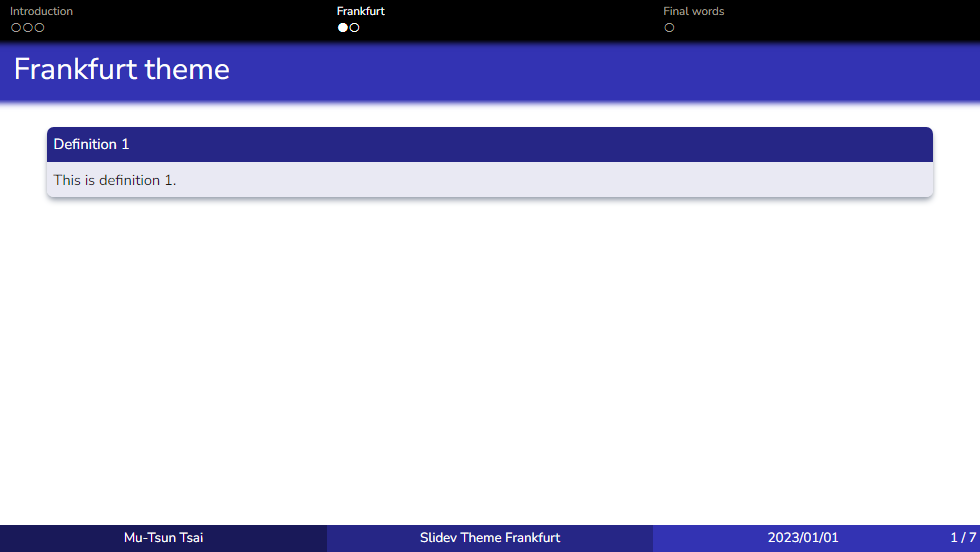 Introduction Frankfurt Final words
Frankfurt theme
Definition 1
This is definition 1.
Mu-Tsun Tsai Slidev Theme Frankfurt 2023/01/01 1 / 7